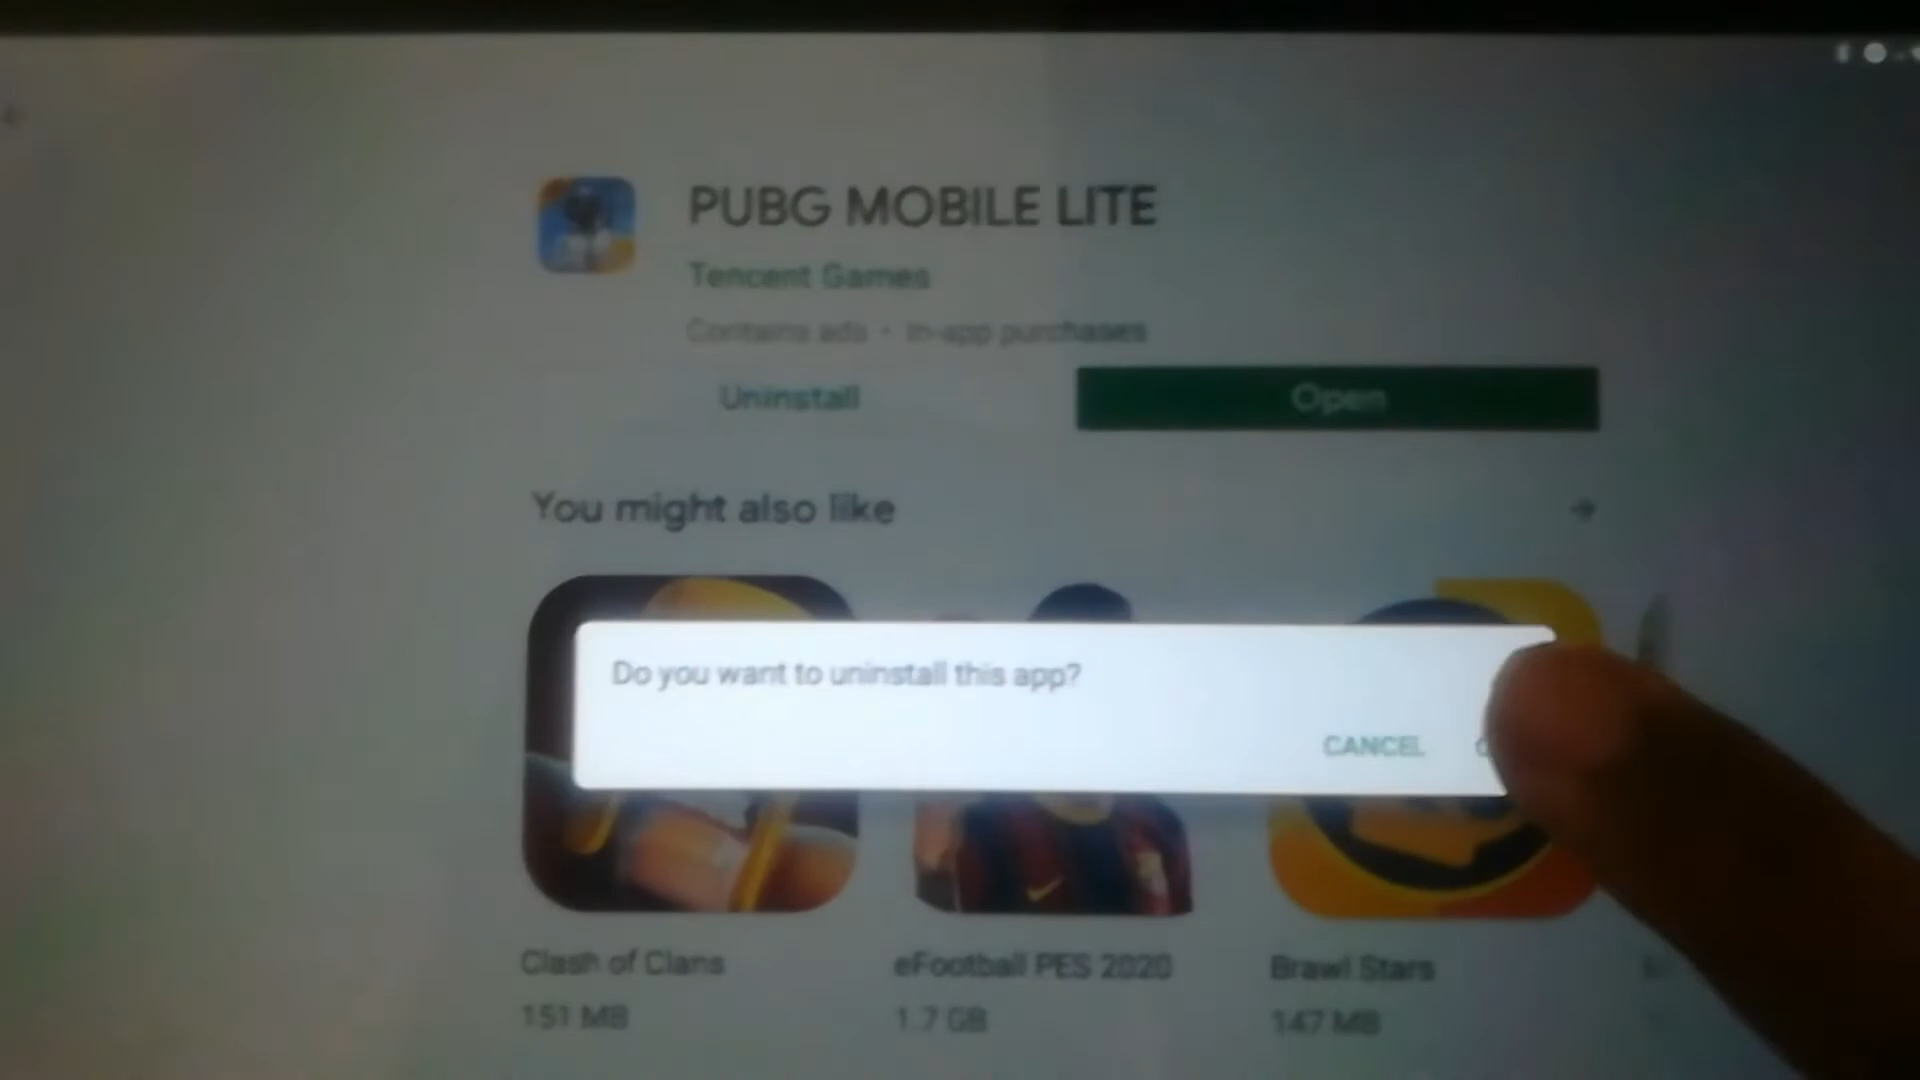 PUBG MOBILE LITE
Tencent Games
Contains ads • In-app purchases
Uninstall
Open
You might also like
Do you want to uninstall this app?
CANCEL
Clash of Clans
eFootball PES 2020
Brawl Stars
151 MB
1.7 GB
147 MB